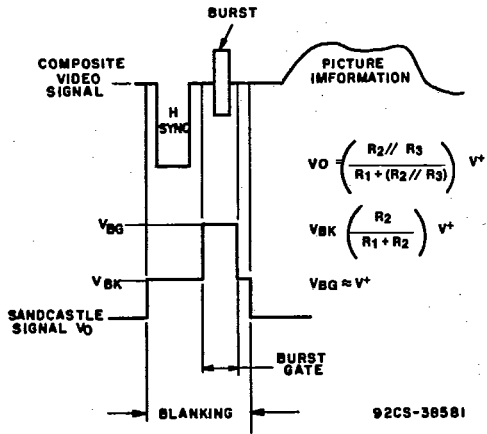 BURST
COMPOSITE
VIDEO
SIGNAL
PICTURE
IMFORMATION
H
SYNC
VO = (R2 // R3 / R1 + (R2 // R3)) V+
VBG
VBK (R2 / R1 + R2) V+
VBK
VBG ≈ V+
SANDCASTLE
SIGNAL VO
BURST
GATE
BLANKING
92CS-38581